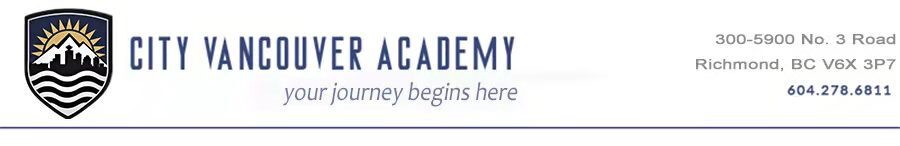 CITY VANCOUVER ACADEMY
your journey begins here
300-5900 No. 3 Road
Richmond, BC V6X 3P7
604.278.6811